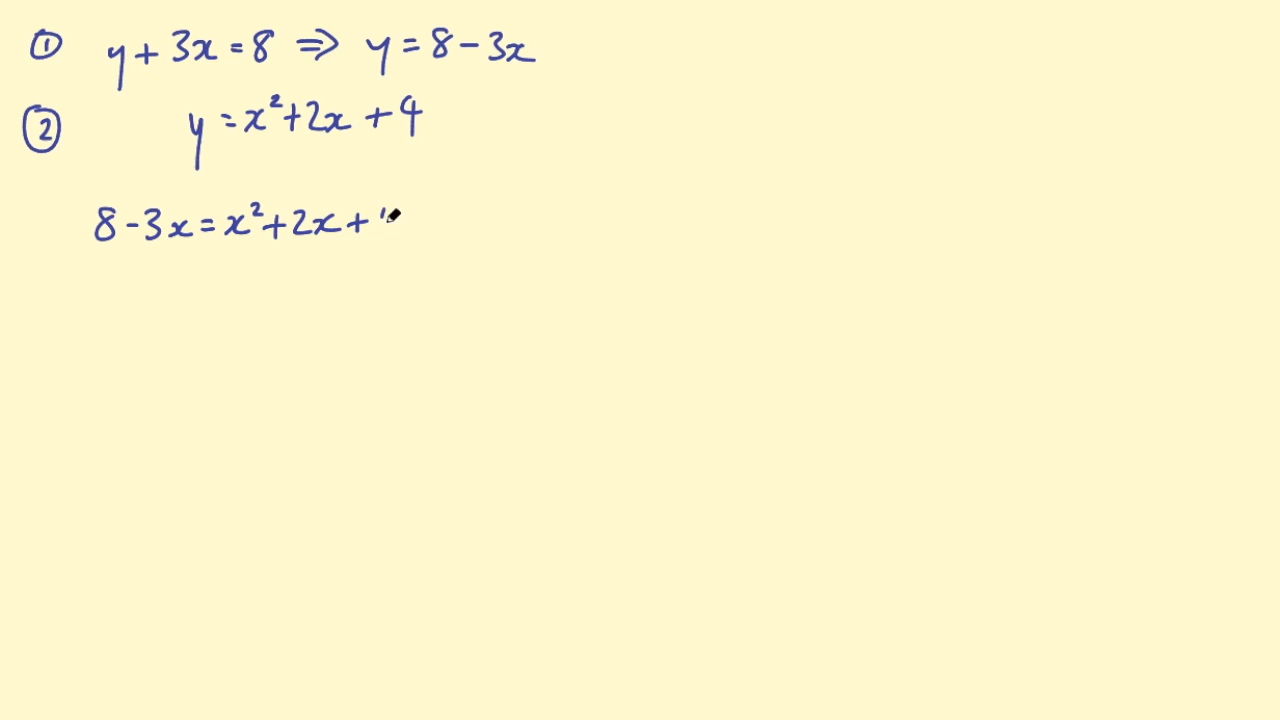 ① y + 3x = 8 ⇒ y = 8 - 3x
② y = x² + 2x + 4
8 - 3x = x² + 2x +